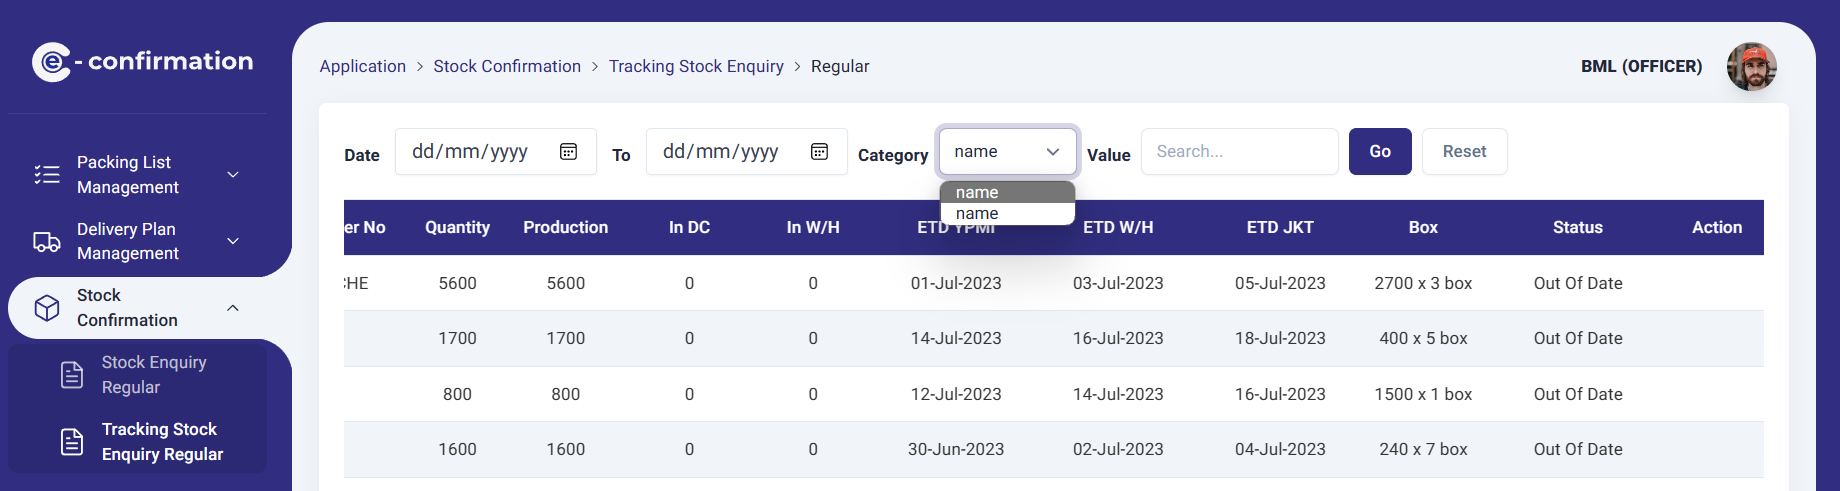 e - confirmation
Application > Stock Confirmation > Tracking Stock Enquiry > Regular
BML (OFFICER)
Packing List
Management
Delivery Plan
Management
Stock
Confirmation
Stock Enquiry
Regular
Tracking Stock
Enquiry Regular
Date dd/mm/yyyy To dd/mm/yyyy Category name Value Search... Go Reset
name
name
er No Quantity Production In DC In W/H ETD YPMI ETD W/H ETD JKT Box Status Action
CHE 5600 5600 0 0 01-Jul-2023 03-Jul-2023 05-Jul-2023 2700 x 3 box Out Of Date
1700 1700 0 0 14-Jul-2023 16-Jul-2023 18-Jul-2023 400 x 5 box Out Of Date
800 800 0 0 12-Jul-2023 14-Jul-2023 16-Jul-2023 1500 x 1 box Out Of Date
1600 1600 0 0 30-Jun-2023 02-Jul-2023 04-Jul-2023 240 x 7 box Out Of Date